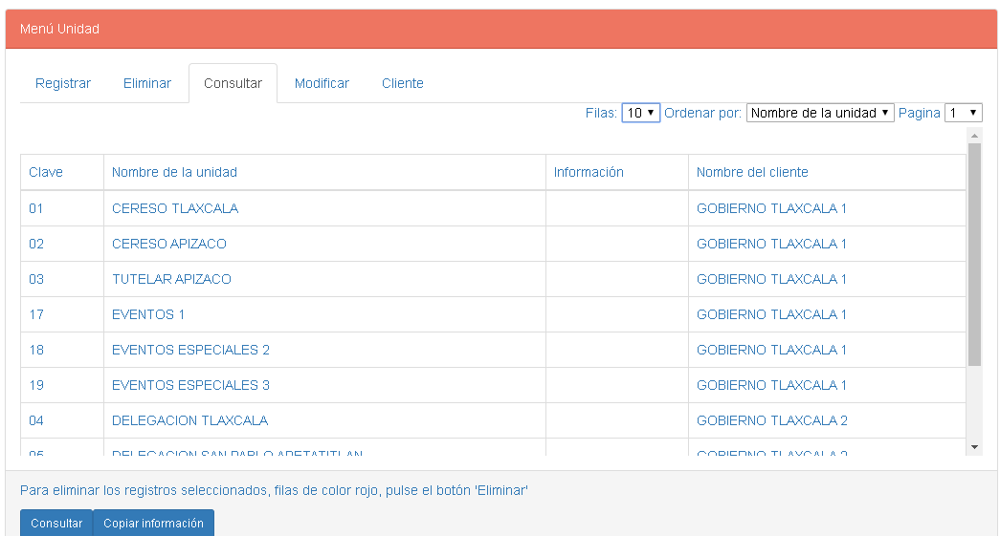 Menú Unidad
Registrar Eliminar Consultar Modificar Cliente
Filas: 10 Ordenar por: Nombre de la unidad Pagina 1
Clave Nombre de la unidad Información Nombre del cliente
01 CERESO TLAXCALA GOBIERNO TLAXCALA 1
02 CERESO APIZACO GOBIERNO TLAXCALA 1
03 TUTELAR APIZACO GOBIERNO TLAXCALA 1
17 EVENTOS 1 GOBIERNO TLAXCALA 1
18 EVENTOS ESPECIALES 2 GOBIERNO TLAXCALA 1
19 EVENTOS ESPECIALES 3 GOBIERNO TLAXCALA 1
04 DELEGACION TLAXCALA GOBIERNO TLAXCALA 2
05 DELEGACION SAN PABLO APETATITLAN GOBIERNO TLAXCALA 2
Para eliminar los registros seleccionados, filas de color rojo, pulse el botón 'Eliminar'
Consultar Copiar información